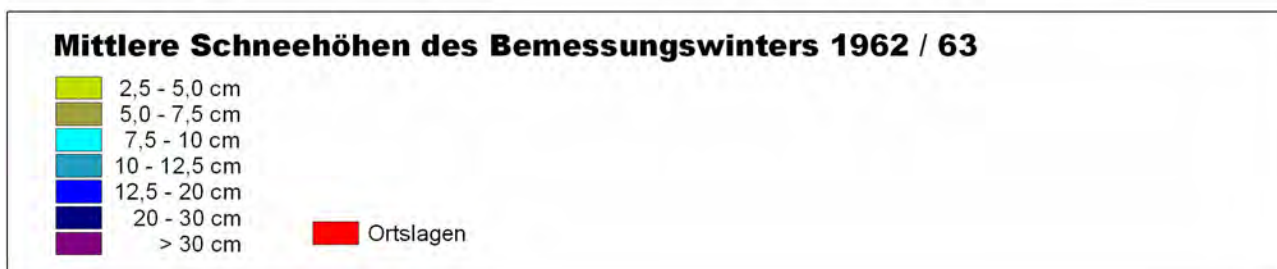 Mittlere Schneehöhen des Bemessungswinters 1962 / 63
2,5 - 5,0 cm
5,0 - 7,5 cm
7,5 - 10 cm
10 - 12,5 cm
12,5 - 20 cm
20 - 30 cm
> 30 cm
Ortslagen